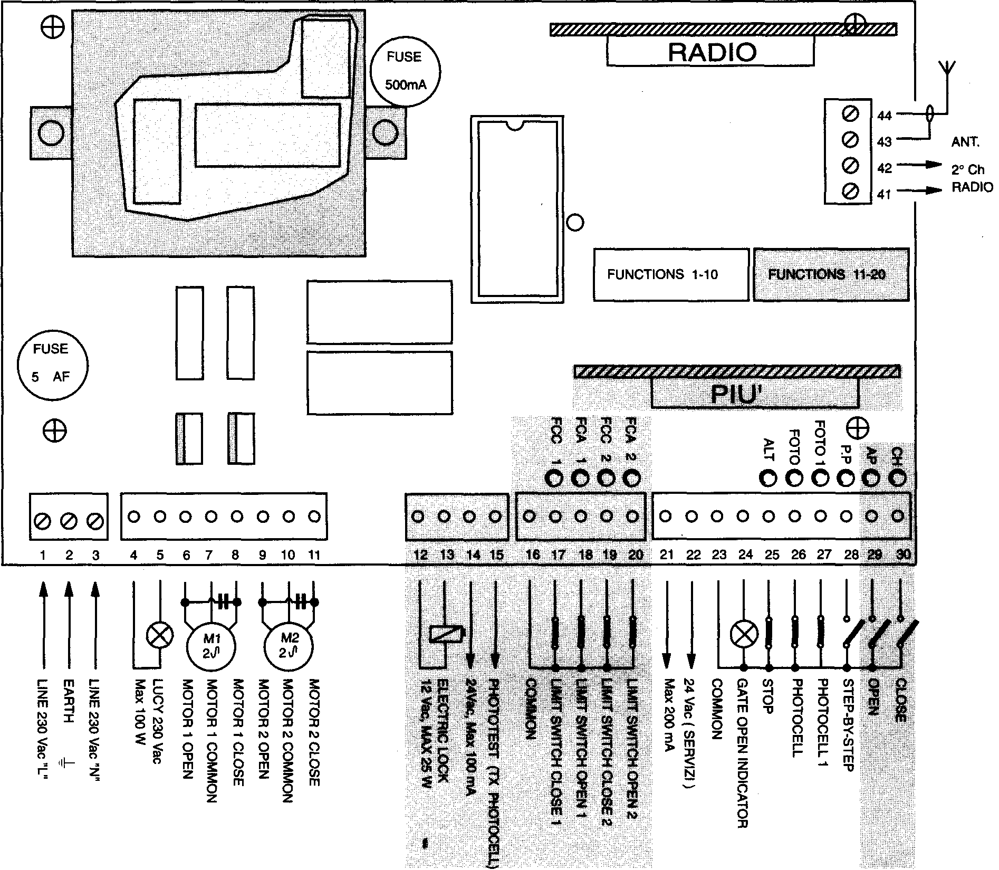 FUSE
500mA
RADIO
44
43
ANT.
42
2° Ch
41
RADIO
FUNCTIONS 1-10
FUNCTIONS 11-20
FUSE
5 AF
PIU'
FCC 1
FCA 1
FCC 2
FCA 2
ALT
FOTO
FOTO 1
P.P
AP
CH
1 2 3 4 5 6 7 8 9 10 11 12 13 14 15 16 17 18 19 20 21 22 23 24 25 26 27 28 29 30
M1
2
M2
2
LINE 230 Vac "L"
EARTH
LINE 230 Vac "N"
LUCY 230 Vac
Max 100 W
MOTOR 1 OPEN
MOTOR 1 COMMON
MOTOR 1 CLOSE
MOTOR 2 OPEN
MOTOR 2 COMMON
MOTOR 2 CLOSE
ELECTRIC LOCK
12 Vac, MAX 25 W
24Vac, Max 100 mA
PHOTOTEST (TX PHOTOCELL)
COMMON
LIMIT SWITCH CLOSE 1
LIMIT SWITCH OPEN 1
LIMIT SWITCH CLOSE 2
LIMIT SWITCH OPEN 2
24 Vac ( SERVIZI )
Max 200 mA
COMMON
GATE OPEN INDICATOR
STOP
PHOTOCELL
PHOTOCELL 1
STEP-BY-STEP
OPEN
CLOSE